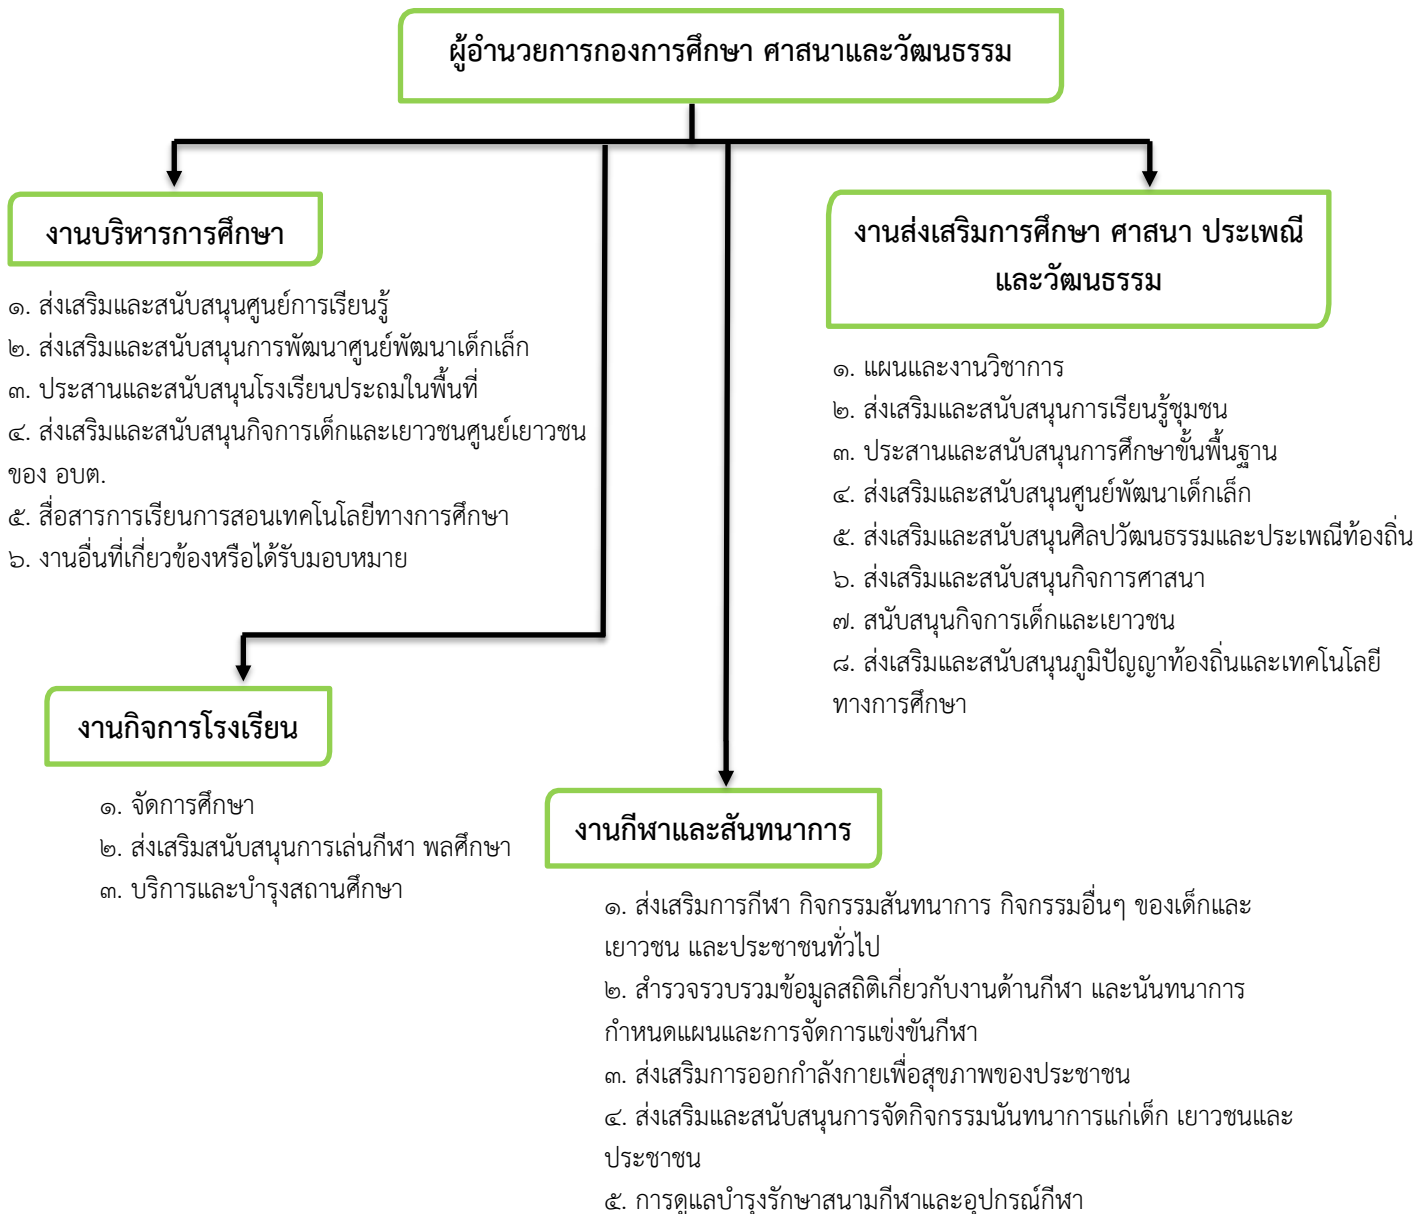 ผู้อำนวยการกองการศึกษา ศาสนาและวัฒนธรรม
งานบริหารการศึกษา
๑. ส่งเสริมและสนับสนุนศูนย์การเรียนรู้
๒. ส่งเสริมและสนับสนุนการพัฒนาศูนย์พัฒนาเด็กเล็ก
๓. ประสานและสนับสนุนโรงเรียนประถมในพื้นที่
๔. ส่งเสริมและสนับสนุนกิจการเด็กและเยาวชนศูนย์เยาวชน
ของ อบต.
๕. สื่อสารการเรียนการสอนเทคโนโลยีทางการศึกษา
๖. งานอื่นที่เกี่ยวข้องหรือได้รับมอบหมาย
งานส่งเสริมการศึกษา ศาสนา ประเพณี
และวัฒนธรรม
๑. แผนและงานวิชาการ
๒. ส่งเสริมและสนับสนุนการเรียนรู้ชุมชน
๓. ประสานและสนับสนุนการศึกษาขั้นพื้นฐาน
๔. ส่งเสริมและสนับสนุนศูนย์พัฒนาเด็กเล็ก
๕. ส่งเสริมและสนับสนุนศิลปวัฒนธรรมและประเพณีท้องถิ่น
๖. ส่งเสริมและสนับสนุนกิจการศาสนา
๗. สนับสนุนกิจการเด็กและเยาวชน
๘. ส่งเสริมและสนับสนุนภูมิปัญญาท้องถิ่นและเทคโนโลยี
ทางการศึกษา
งานกิจการโรงเรียน
๑. จัดการศึกษา
๒. ส่งเสริมสนับสนุนการเล่นกีฬา พลศึกษา
๓. บริการและบำรุงสถานศึกษา
งานกีฬาและสันทนาการ
๑. ส่งเสริมการกีฬา กิจกรรมสันทนาการ กิจกรรมอื่นๆ ของเด็กและ
เยาวชน และประชาชนทั่วไป
๒. สำรวจรวบรวมข้อมูลสถิติเกี่ยวกับงานด้านกีฬา และนันทนาการ
กำหนดแผนและการจัดการแข่งขันกีฬา
๓. ส่งเสริมการออกกำลังกายเพื่อสุขภาพของประชาชน
๔. ส่งเสริมและสนับสนุนการจัดกิจกรรมนันทนาการแก่เด็ก เยาวชนและ
ประชาชน
๕. การดูแลบำรุงรักษาสนามกีฬาและอุปกรณ์กีฬา